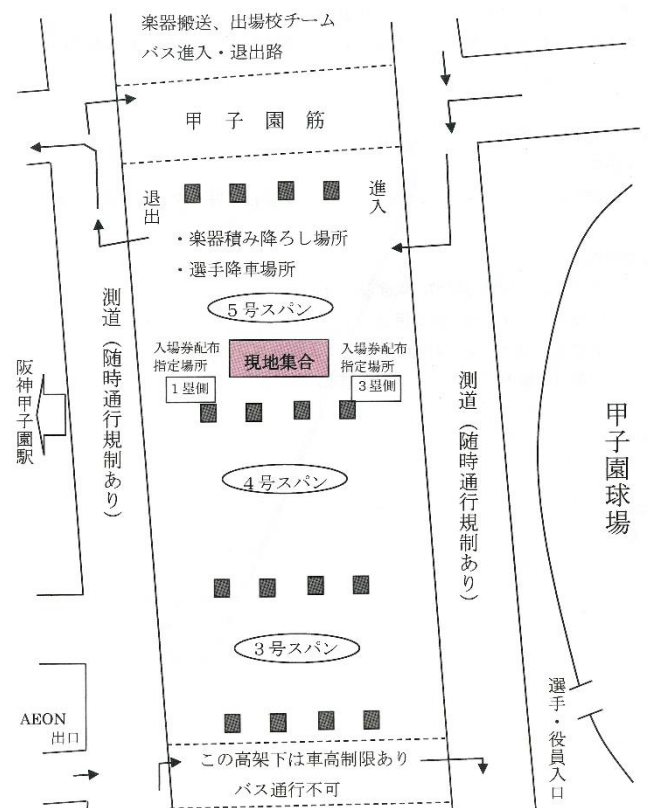 楽器搬送、出場校チーム
バス進入・退出路
甲子園筋
退出
進入
・楽器積み降ろし場所
・選手降車場所
5号スパン
入場券配布
指定場所
1塁側
現地集合
入場券配布
指定場所
3塁側
測道（随時通行規制あり）
阪神甲子園駅
測道（随時通行規制あり）
甲子園球場
4号スパン
3号スパン
選手・役員入口
AEON
出口
この高架下は車高制限あり
バス通行不可